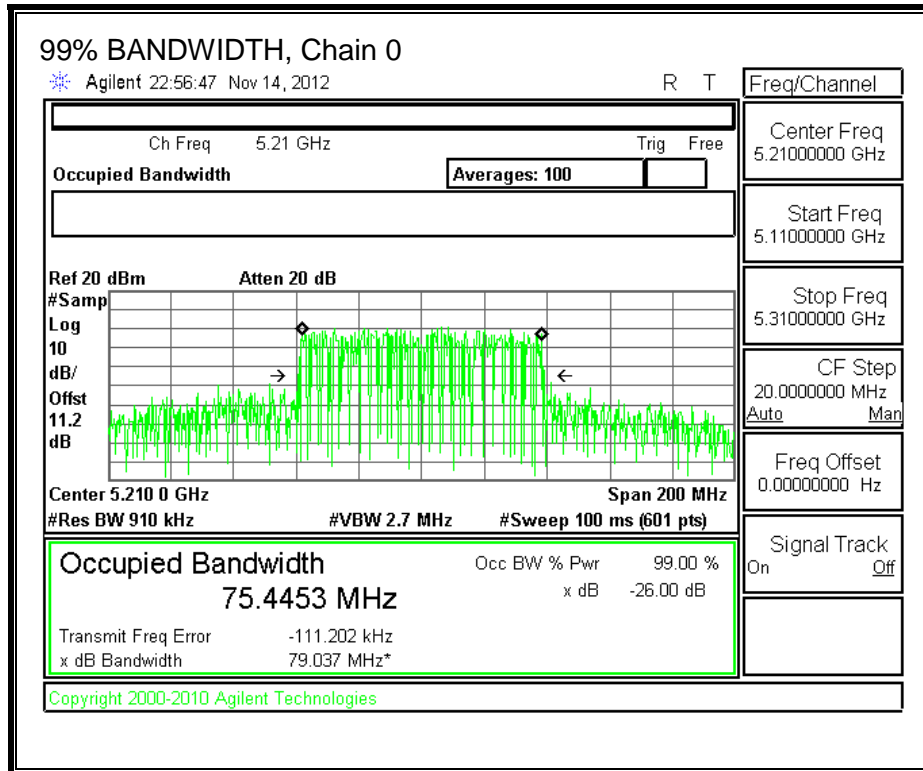 99% BANDWIDTH, Chain 0
Agilent 22:56:47 Nov 14, 2012 R T
Freq/Channel
Ch Freq 5.21 GHz Trig Free
Occupied Bandwidth Averages: 100
Center Freq
5.21000000 GHz
Start Freq
5.11000000 GHz
Stop Freq
5.31000000 GHz
CF Step
20.0000000 MHz
Auto Man
Freq Offset
0.00000000 Hz
Signal Track
On Off
Ref 20 dBm Atten 20 dB
#Samp
Log
10
dB/
Offst
11.2
dB
Center 5.210 0 GHz Span 200 MHz
#Res BW 910 kHz #VBW 2.7 MHz #Sweep 100 ms (601 pts)
Occupied Bandwidth Occ BW % Pwr 99.00 %
75.4453 MHz x dB -26.00 dB
Transmit Freq Error -111.202 kHz
x dB Bandwidth 79.037 MHz*
Copyright 2000-2010 Agilent Technologies